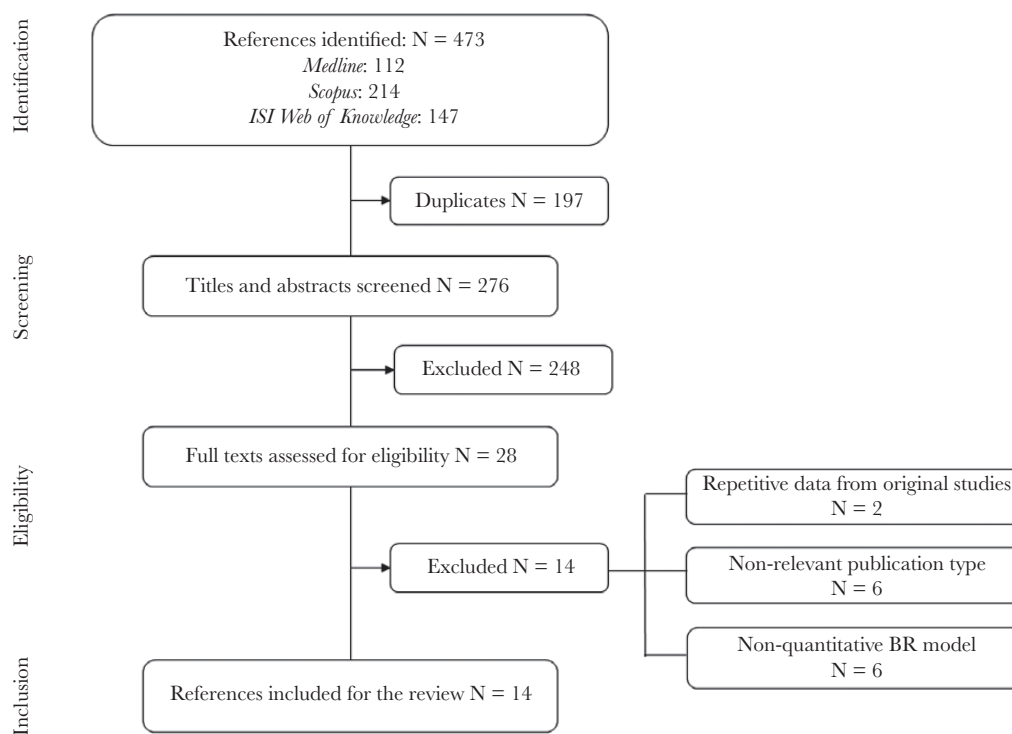 Identification
References identified: N = 473
Medline: 112
Scopus: 214
ISI Web of Knowledge: 147
Duplicates N = 197
Screening
Titles and abstracts screened N = 276
Excluded N = 248
Eligibility
Full texts assessed for eligibility N = 28
Excluded N = 14
Repetitive data from original studies
N = 2
Non-relevant publication type
N = 6
Non-quantitative BR model
N = 6
Inclusion
References included for the review N = 14